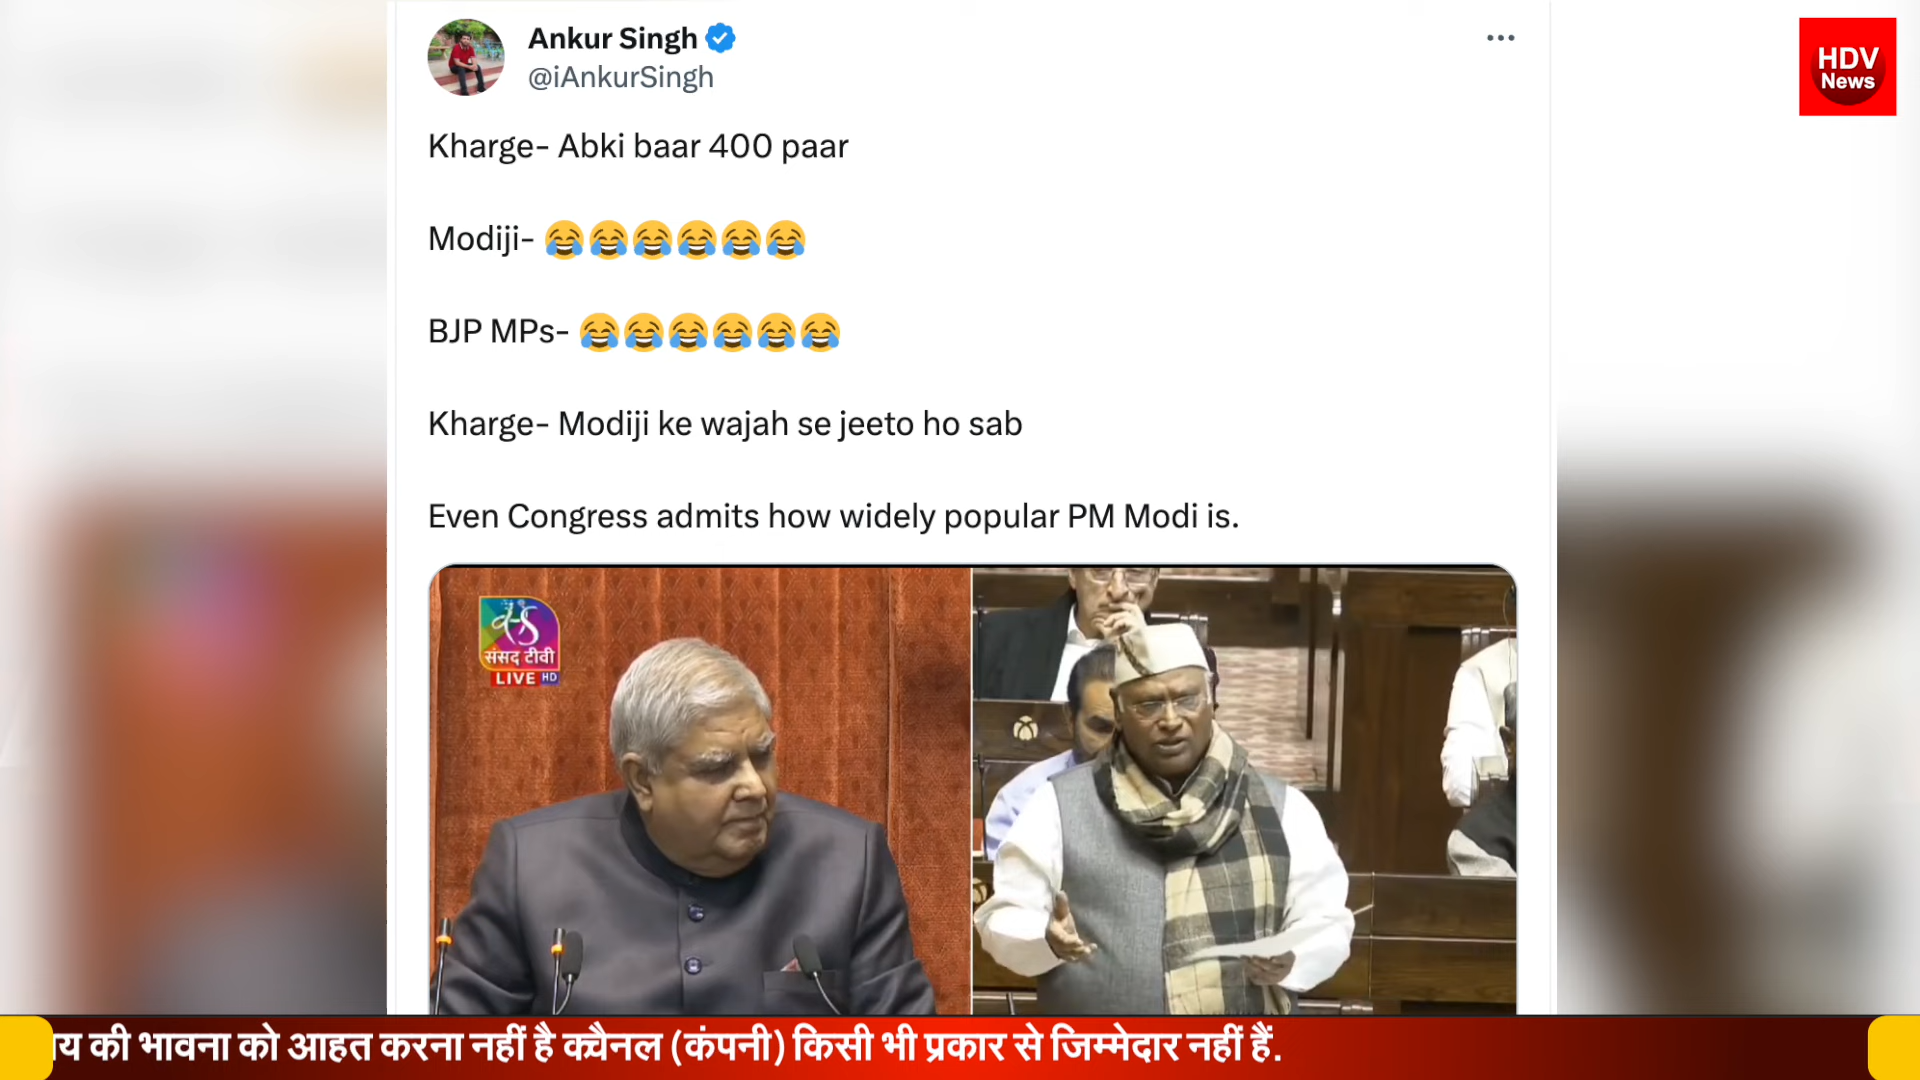 Ankur Singh
@iAnkurSingh
HDV
News
Kharge- Abki baar 400 paar
Modiji- 😂😂😂😂😂😂
BJP MPs- 😂😂😂😂😂😂
Kharge- Modiji ke wajah se jeeto ho sab
Even Congress admits how widely popular PM Modi is.
संसद टीवी
LIVE HD
की भावना को आहत करना नहीं है (कंपनी) किसी भी प्रकार से जिम्मेदार नहीं हैं.